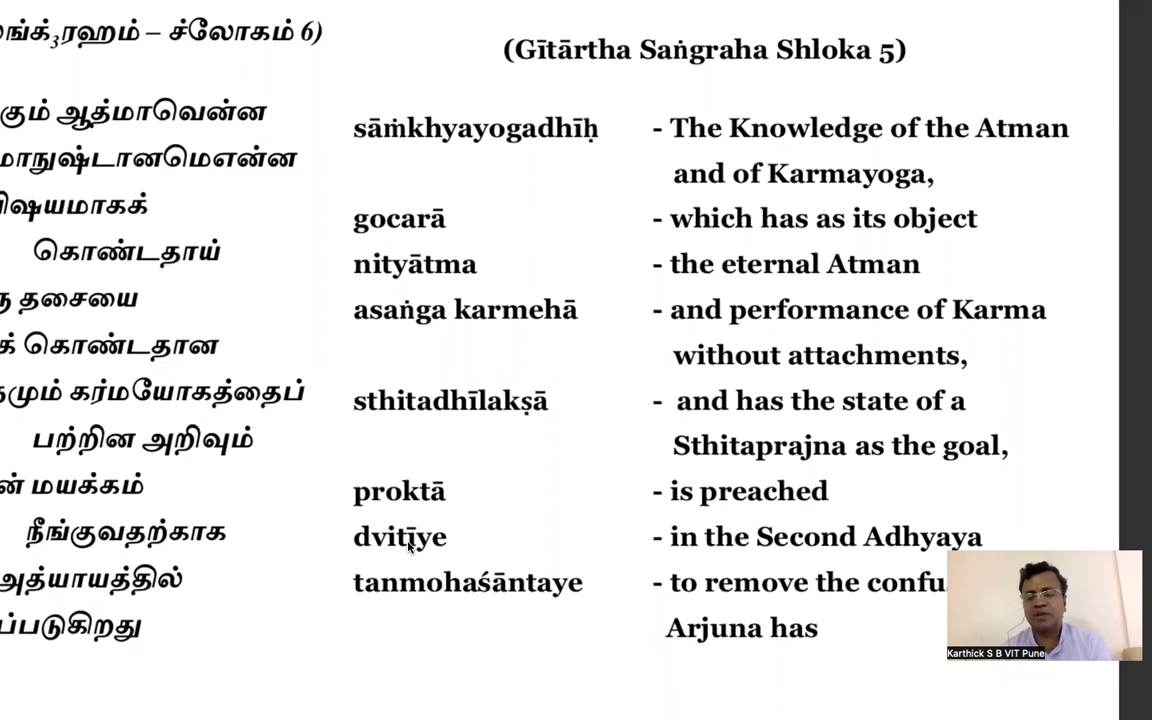 ங்க்₃ரஹம் – ச்லோகம் 6)
கும் ஆத்மாவென்ன
மாநுஷ்டானமெஎன்ன
விஷயமாகக்
கொண்டதாய்
தசையை
க் கொண்டதான
கர்மயோகத்தைப்
பற்றின அறிவும்
ன் மயக்கம்
நீங்குவதற்காக
அத்யாயத்தில்
ப்படுகிறது
(Gītārtha Saṅgraha Shloka 5)
sāṁkhyayogadhīḥ - The Knowledge of the Atman
and of Karmayoga,
gocarā - which has as its object
nityātma - the eternal Atman
asaṅga karmehā - and performance of Karma
without attachments,
sthitadhīlakṣā - and has the state of a
Sthitaprajna as the goal,
proktā - is preached
dvitīye - in the Second Adhyaya
tanmohaśāntaye - to remove the confu
Arjuna has
Karthick S B VIT Pune